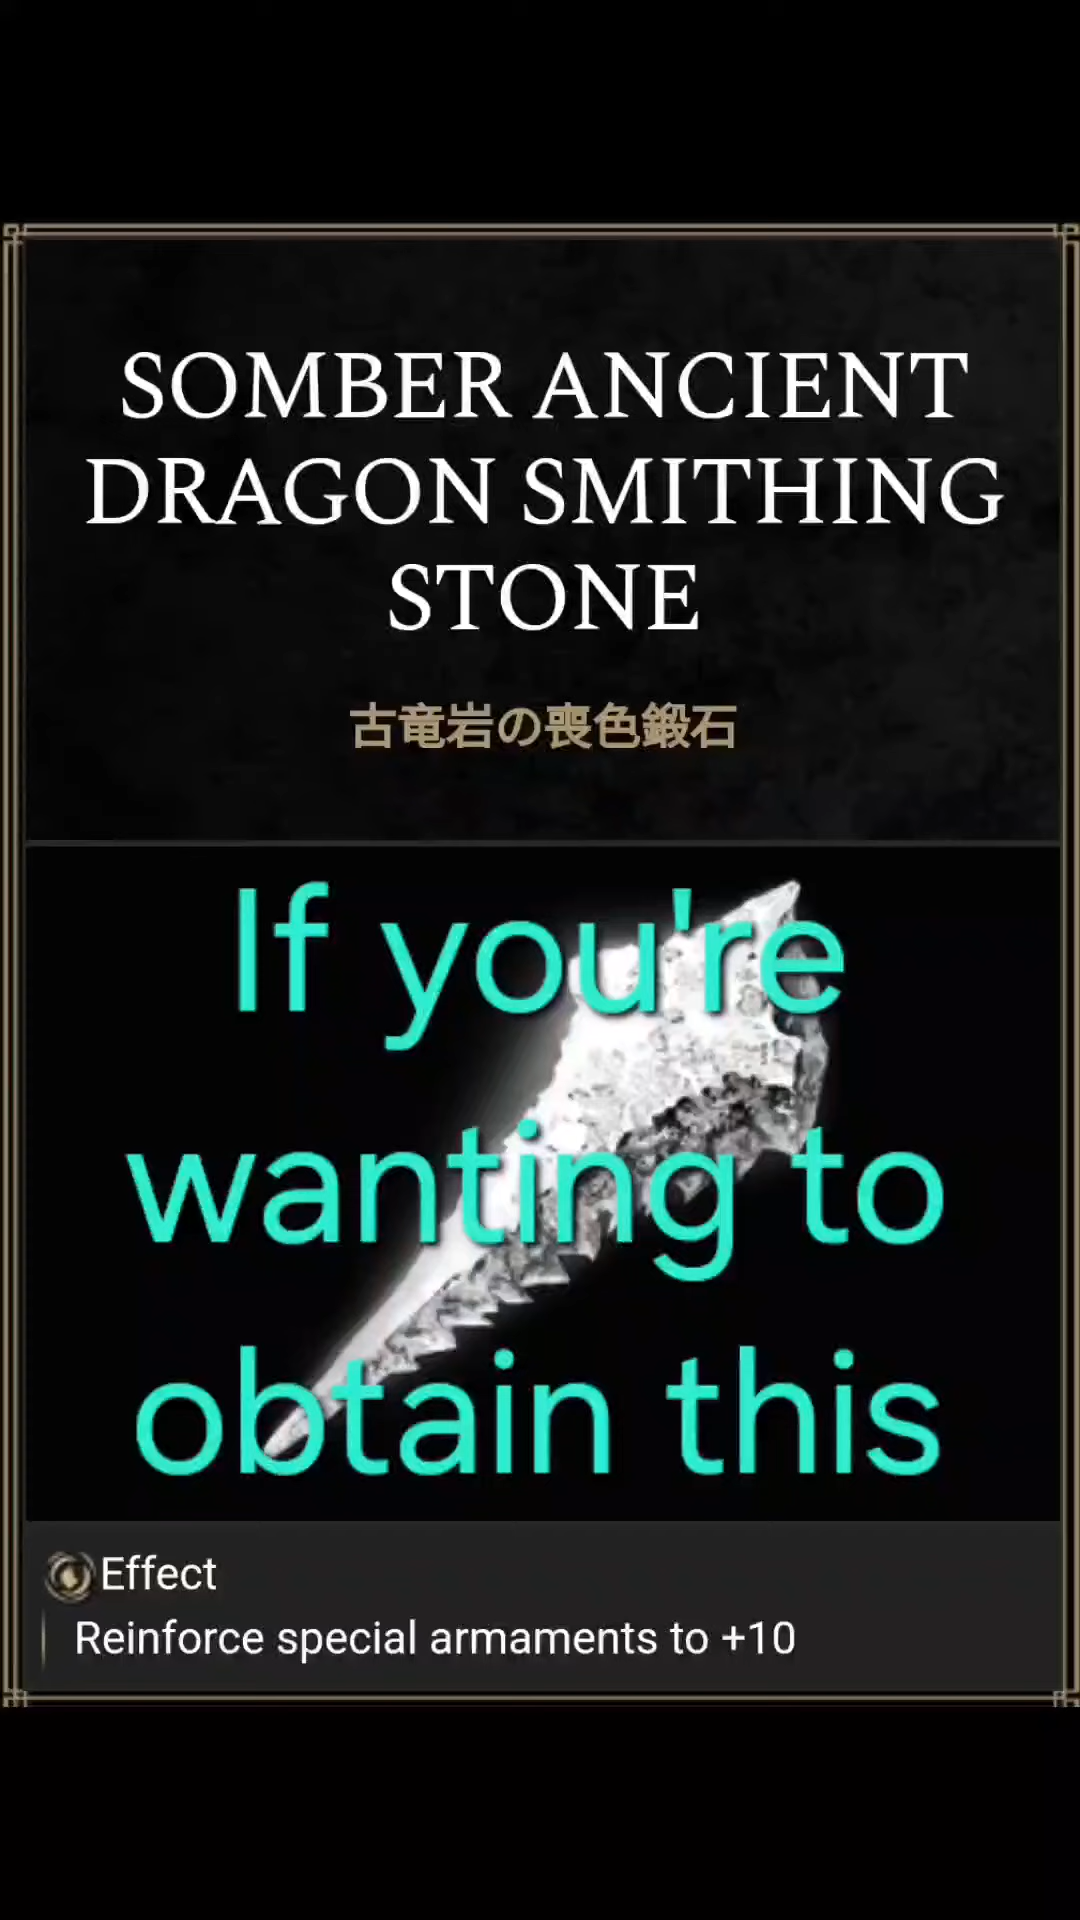 SOMBER ANCIENT
DRAGON SMITHING
STONE
古竜岩の喪色鍛石
If you're
wanting to
obtain this
Effect
Reinforce special armaments to +10